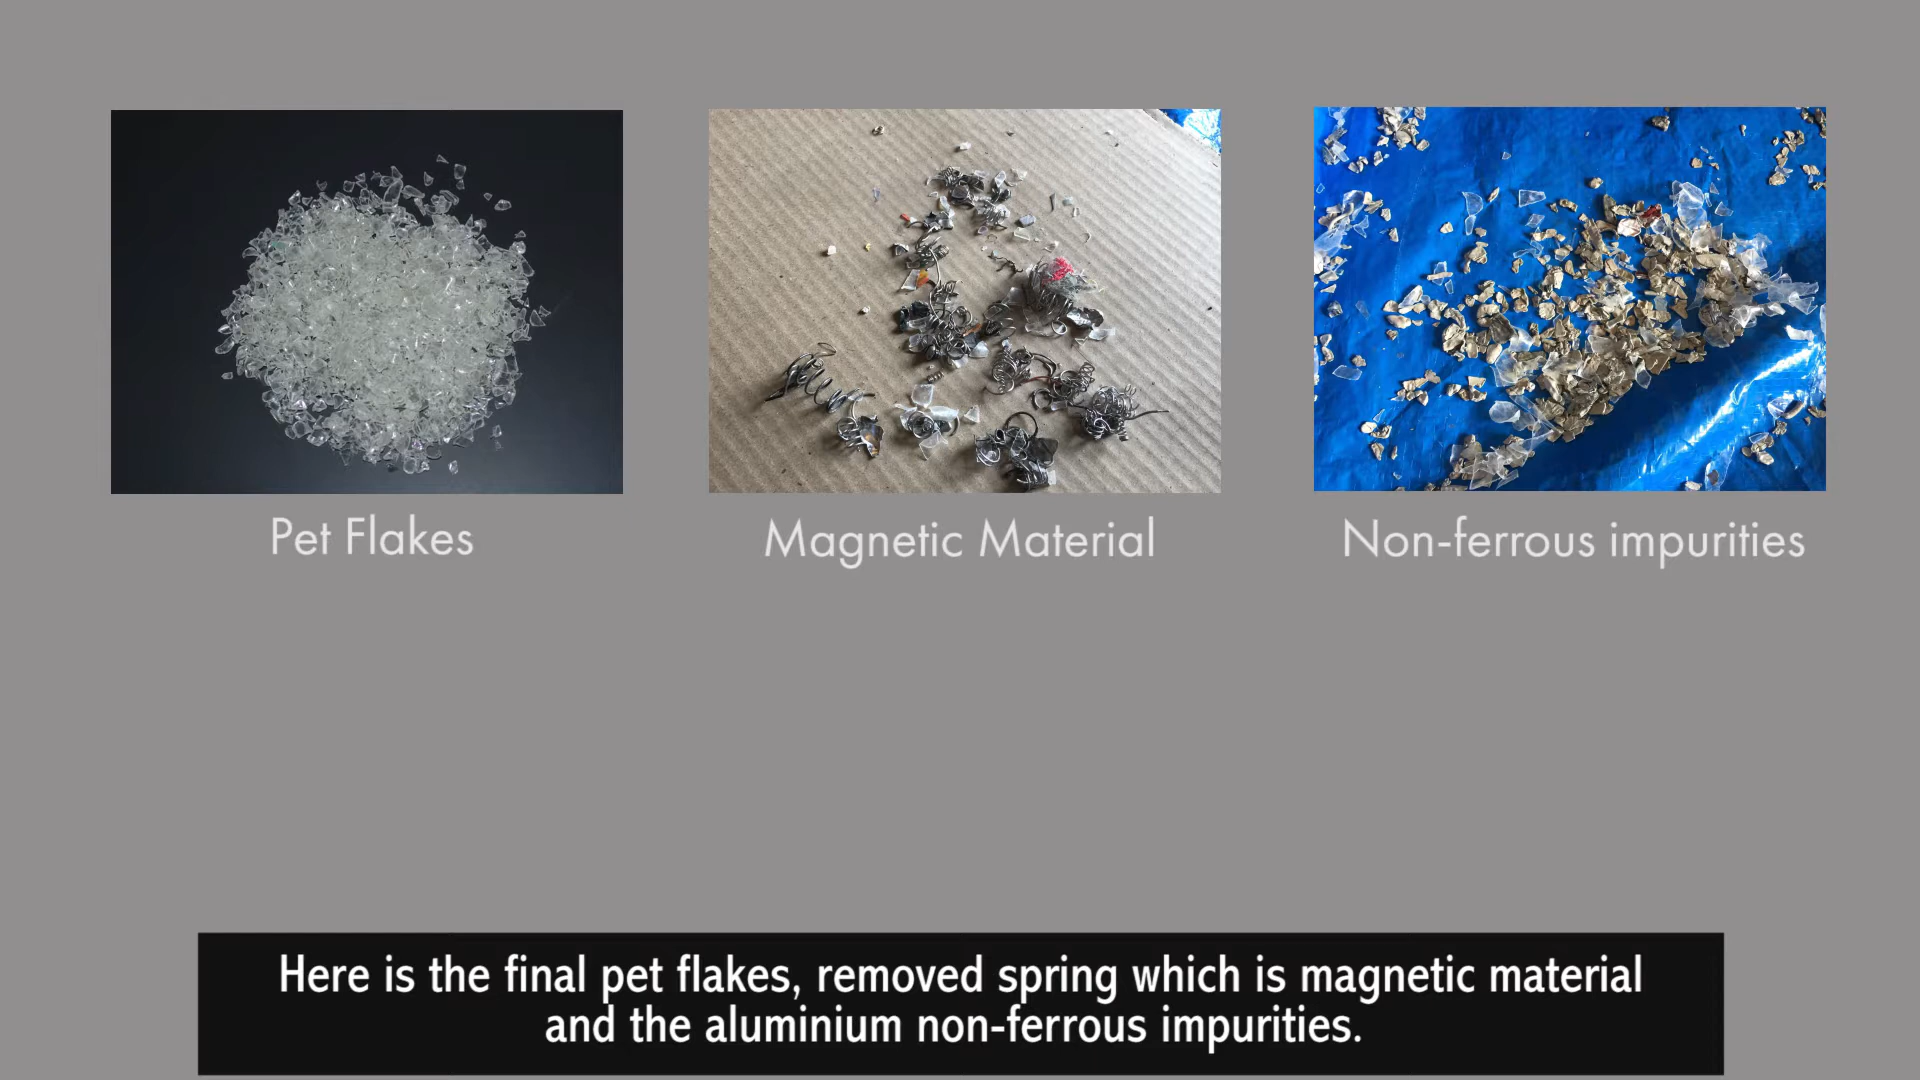 Pet Flakes
Magnetic Material
Non-ferrous impurities
Here is the final pet flakes, removed spring which is magnetic material
and the aluminium non-ferrous impurities.